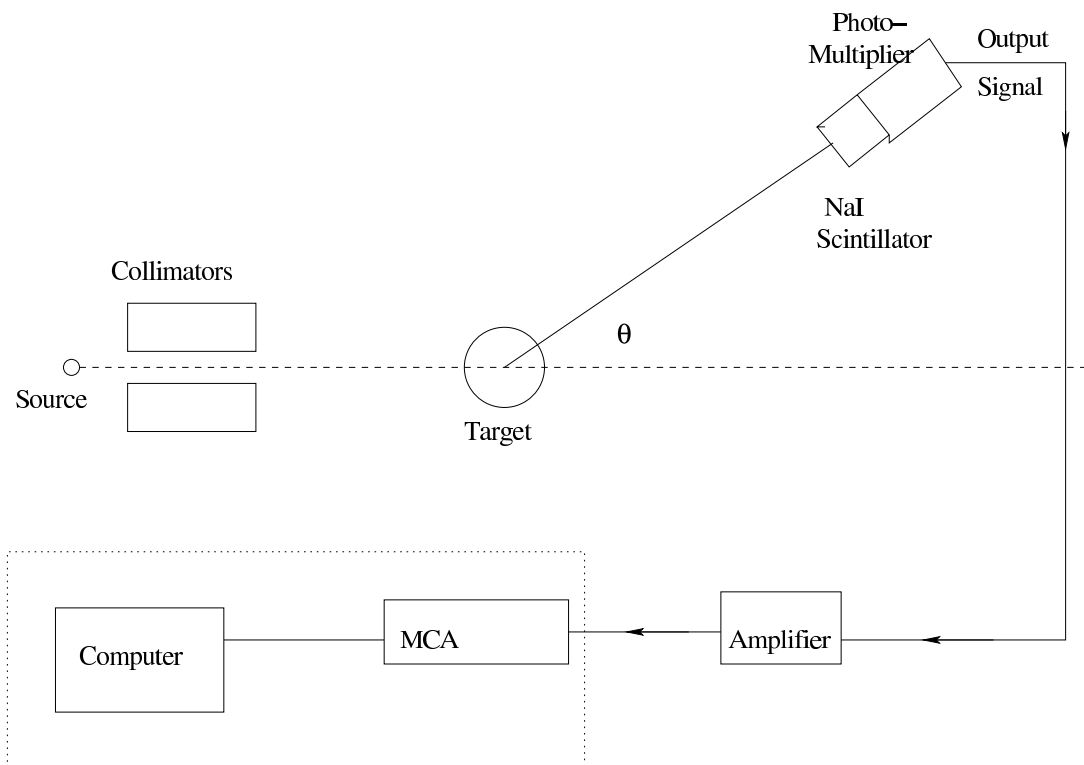 Photo–
Multiplier
Output
Signal
NaI
Scintillator
Collimators
θ
Source
Target
Computer
MCA
Amplifier